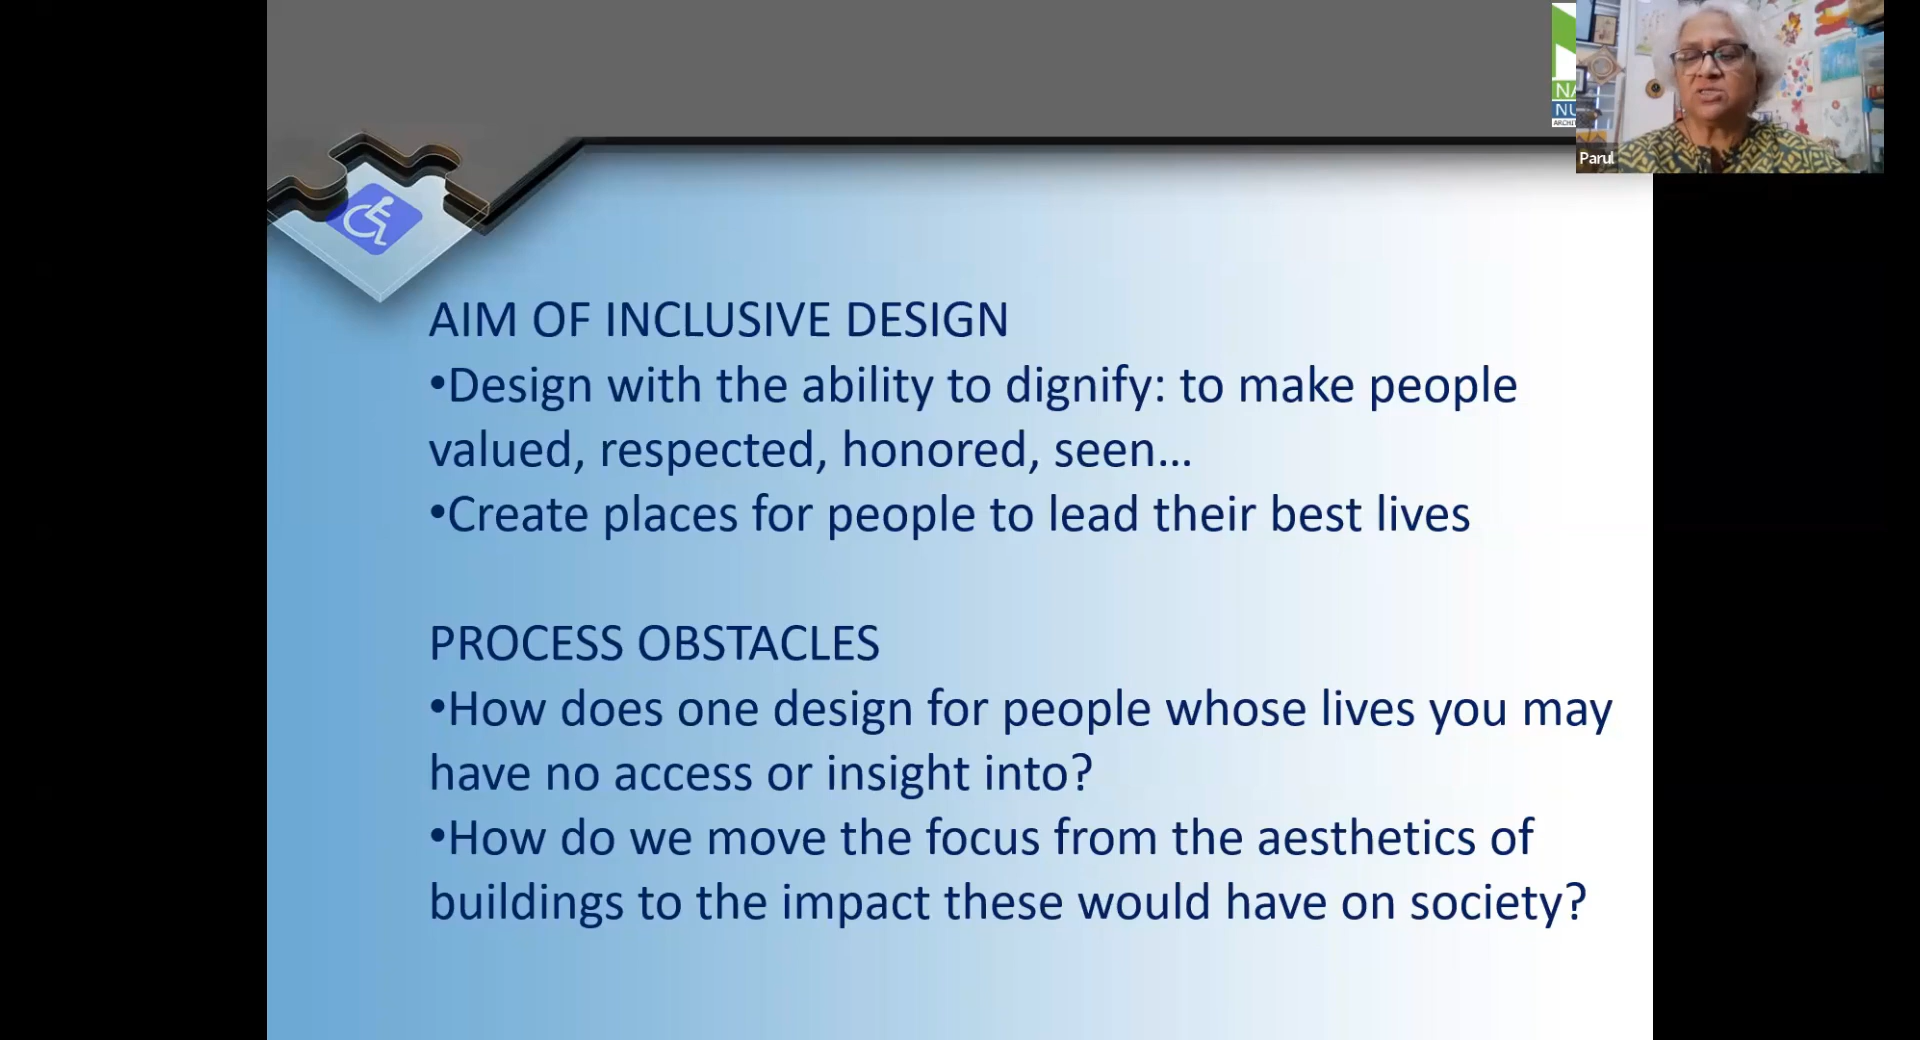 NA
NU
ARCHI
Parul
AIM OF INCLUSIVE DESIGN
•Design with the ability to dignify: to make people
valued, respected, honored, seen...
•Create places for people to lead their best lives
PROCESS OBSTACLES
•How does one design for people whose lives you may
have no access or insight into?
•How do we move the focus from the aesthetics of
buildings to the impact these would have on society?